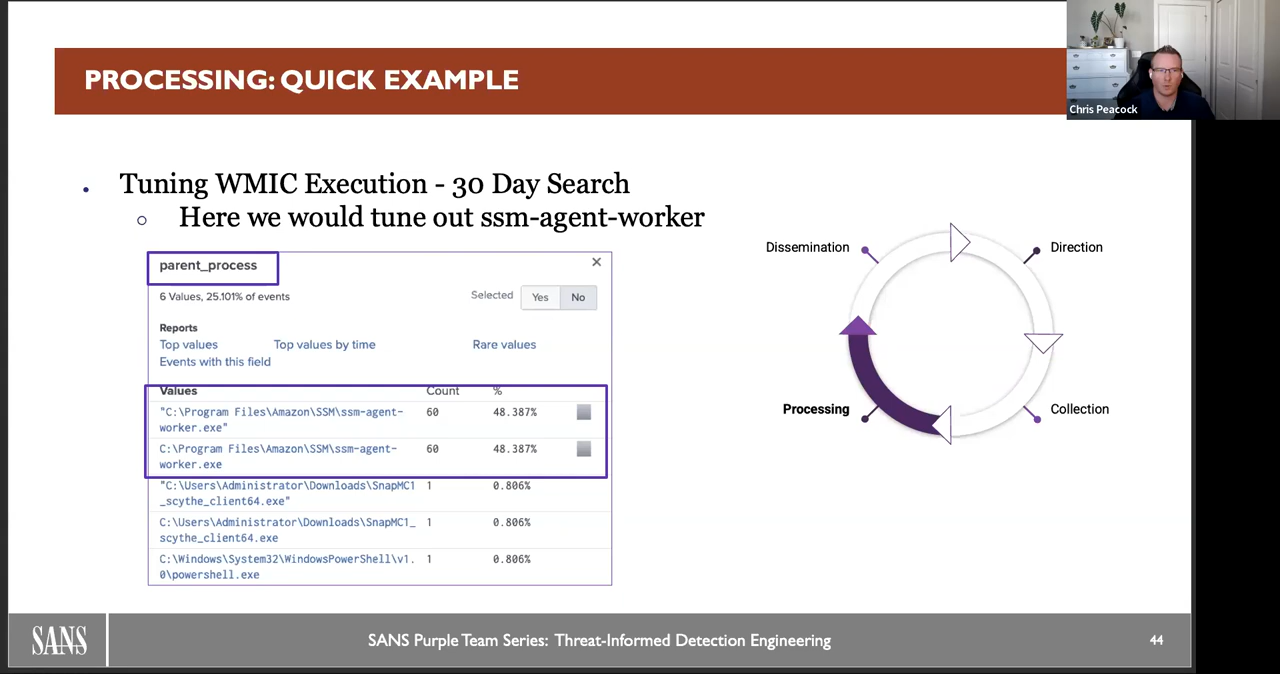 PROCESSING: QUICK EXAMPLE
Chris Peacock
• Tuning WMIC Execution - 30 Day Search
○ Here we would tune out ssm-agent-worker
parent_process
6 Values, 25.101% of events
Selected Yes No
Reports
Top values Top values by time Rare values
Events with this field
Values Count %
"C:\Program Files\Amazon\SSM\ssm-agent- 60 48.387%
worker.exe"
C:\Program Files\Amazon\SSM\ssm-agent- 60 48.387%
worker.exe
"C:\Users\Administrator\Downloads\SnapMC1 1 0.806%
_scythe_client64.exe"
C:\Users\Administrator\Downloads\SnapMC1_ 1 0.806%
scythe_client64.exe
C:\Windows\System32\WindowsPowerShell\v1. 1 0.806%
0\powershell.exe
Dissemination
Direction
Processing
Collection
SANS
SANS Purple Team Series: Threat-Informed Detection Engineering
44